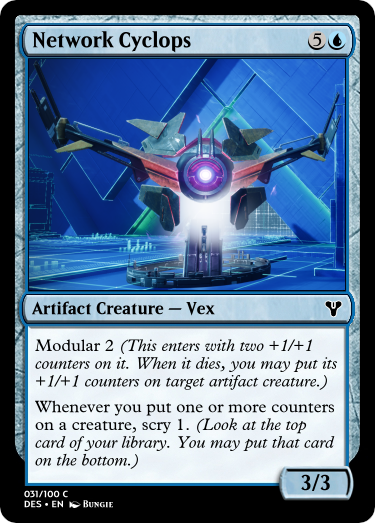 Network Cyclops 5
Artifact Creature — Vex
Modular 2 (This enters with two +1/+1
counters on it. When it dies, you may put its
+1/+1 counters on target artifact creature.)
Whenever you put one or more counters
on a creature, scry 1. (Look at the top
card of your library. You may put that card
on the bottom.)
3/3
031/100 C
DES • EN Bungie